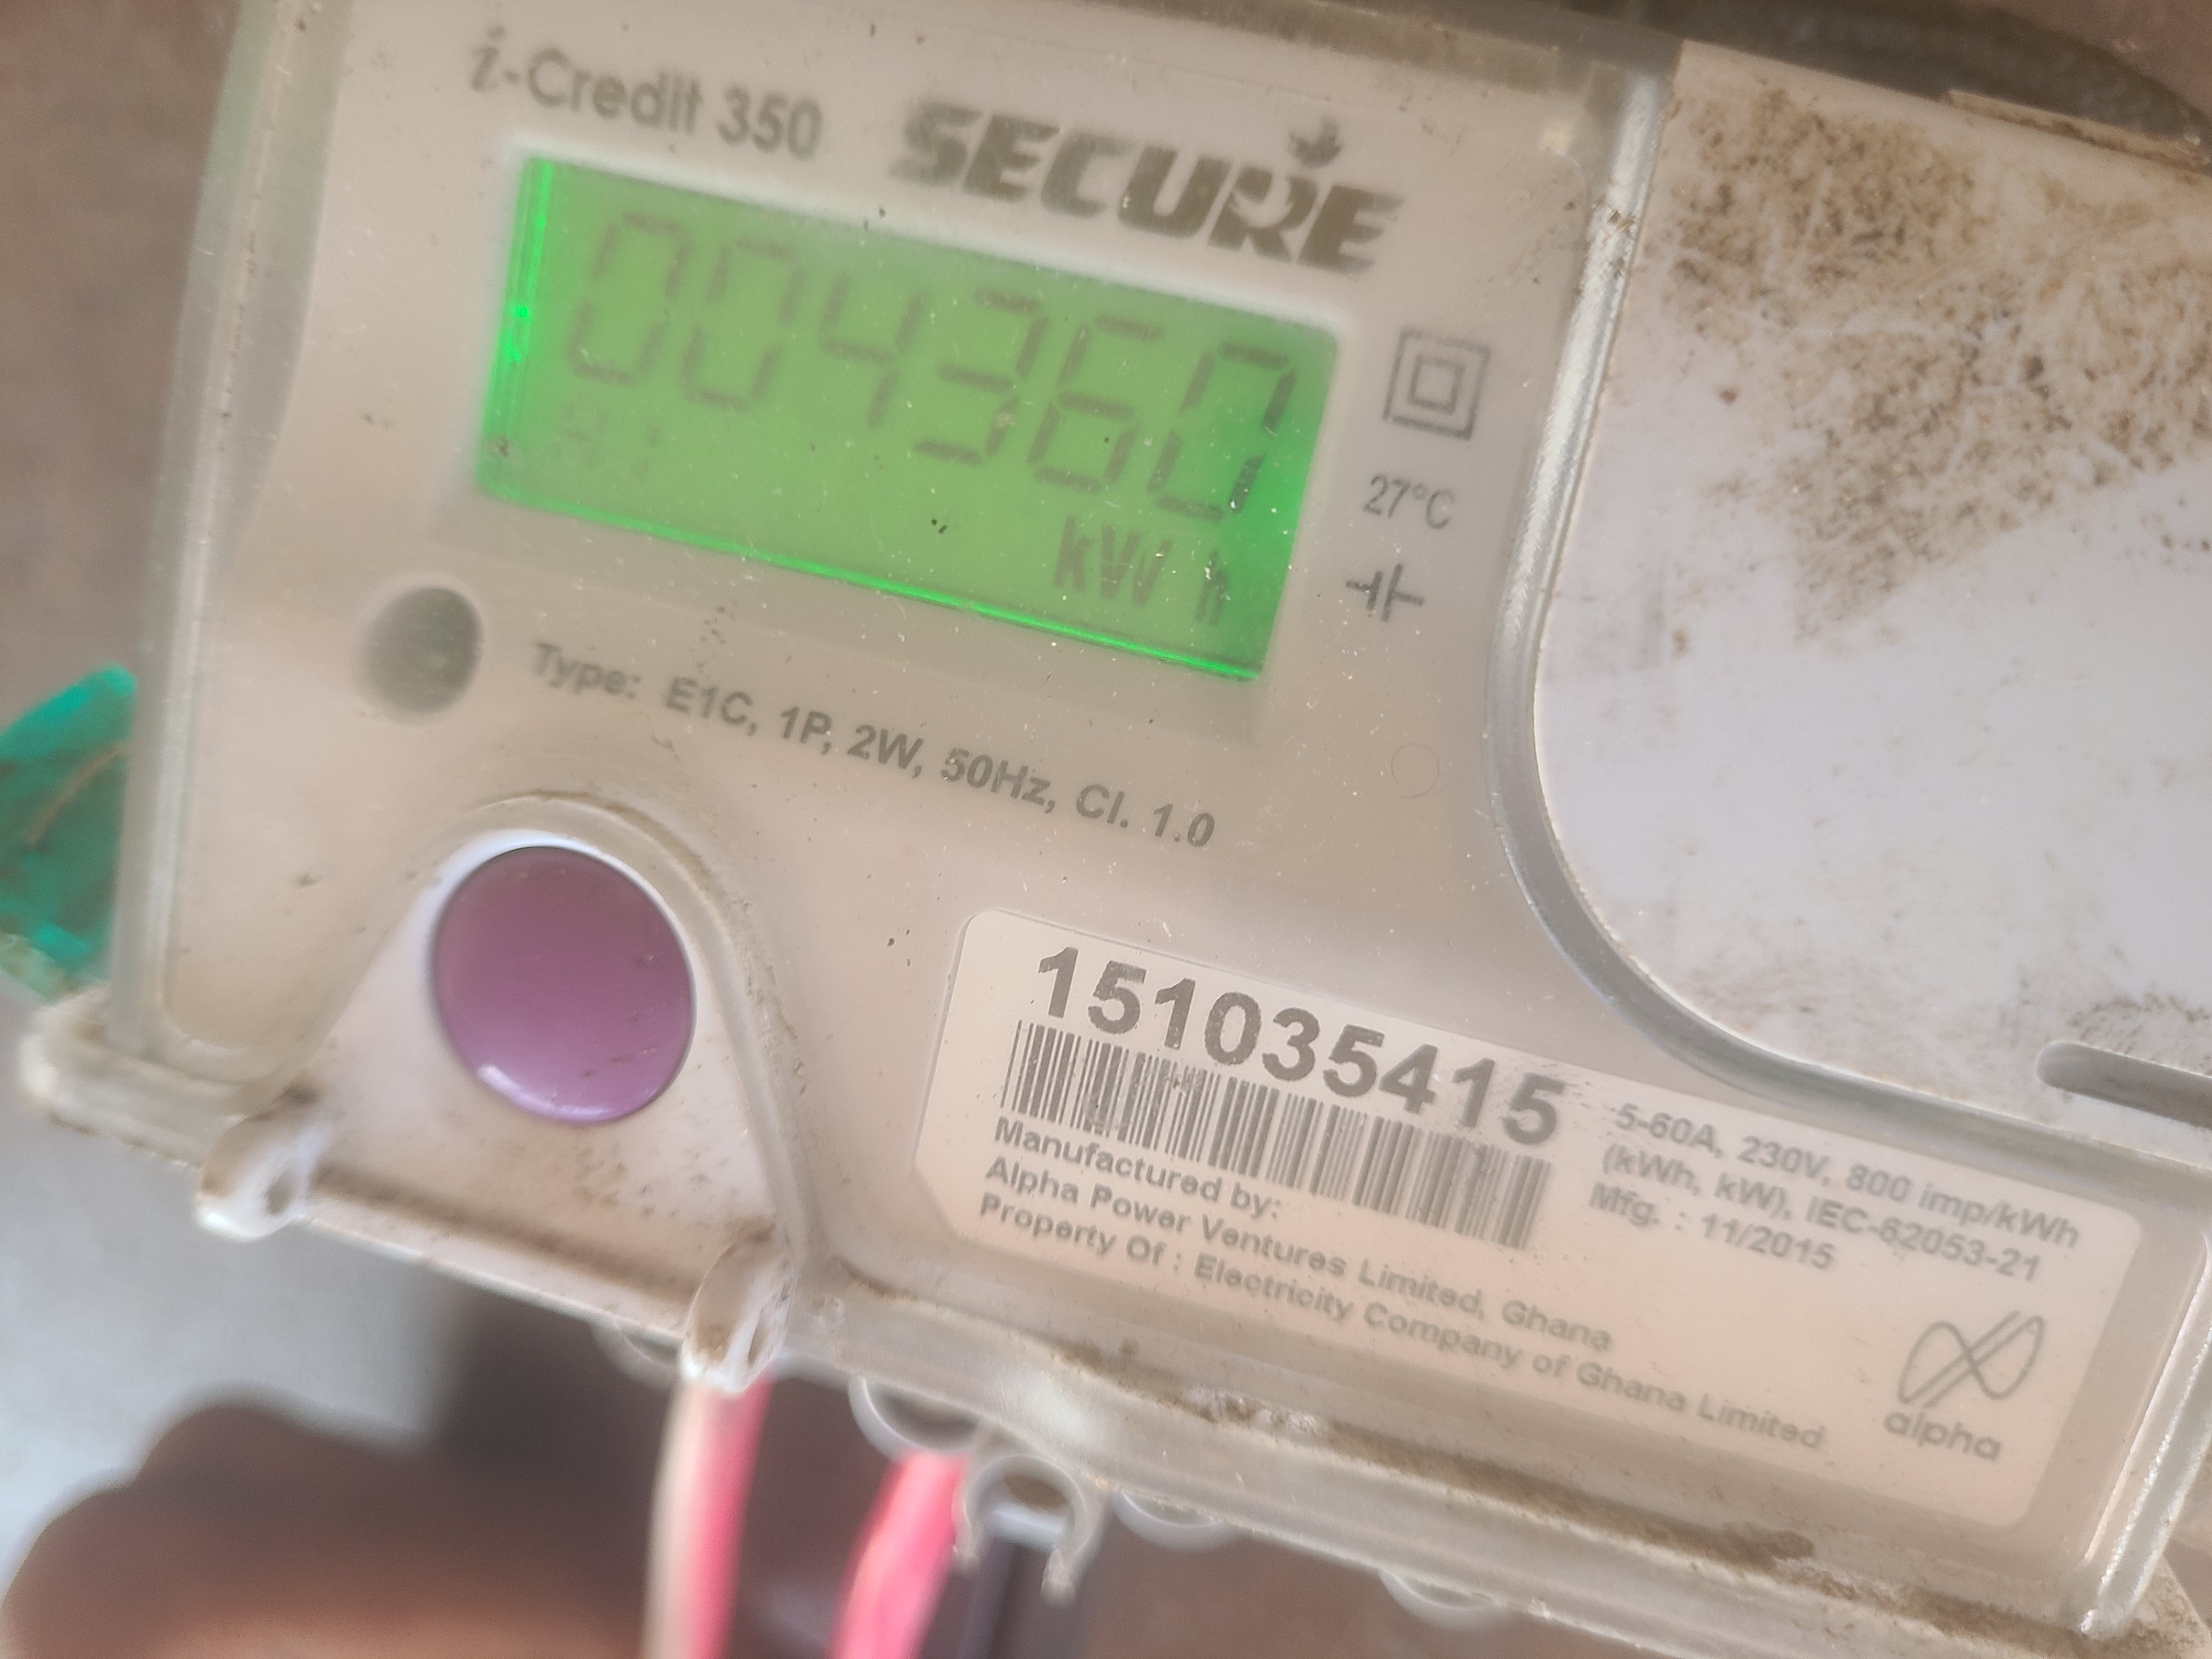 i-Credit 350
SECURE
004360
kW h
27°C
Type: E1C, 1P, 2W, 50Hz, Cl. 1.0
151035415
5-60A, 230V, 800 imp/kWh
(kWh, kW), IEC-62053-21
Mfg. : 11/2015
Manufactured by:
Alpha Power Ventures Limited, Ghana
Property Of : Electricity Company of Ghana Limited
alpha